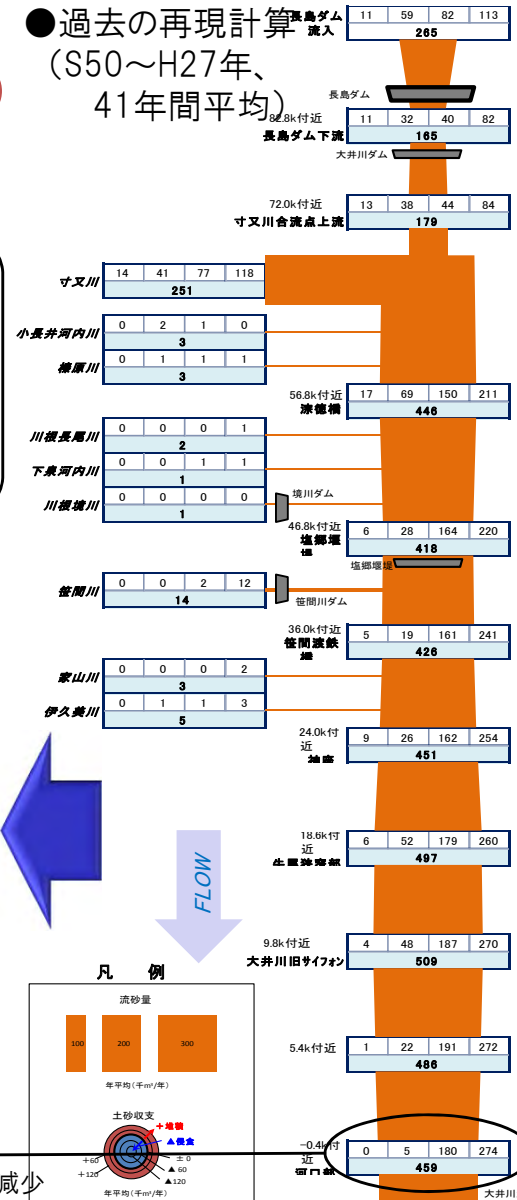 ●過去の再現計算
(S50～H27年、
41年間平均)
長島ダム
流入
11 59 82 113
265
長島ダム
82.8k付近
長島ダム下流
11 32 40 82
165
大井川ダム
72.0k付近
寸又川合流点上流
13 38 44 84
179
寸又川
14 41 77 118
251
小長井河内川
0 2 1 0
3
榛原川
0 1 1 1
3
56.8k付近
17 69 150 211
446
川根長尾川
0 0 0 1
2
下泉河内川
0 0 1 1
1
川根境川
0 0 0 0
1
境川ダム
46.8k付近
塩郷堰
堤
6 28 164 220
418
塩郷堰堤
笹間川
0 0 2 12
14
笹間川ダム
36.0k付近
笹間渡鉄
橋
5 19 161 241
426
家山川
0 0 0 2
3
伊久美川
0 1 1 3
5
24.0k付
近
神座
9 26 162 254
451
18.6k付
近
6 52 179 260
497
FLOW
9.8k付近
大井川旧サイフォン
4 48 187 270
509
5.4k付近
1 22 191 272
486
-0.4k付
近
河口部
0 5 180 274
459
凡 例
流砂量
100 200 300
年平均(千m³/年)
土砂収支
+堆積
▲侵食
±0
+60
▲60
+120
▲120
年平均(千m³/年)
減少
大井川